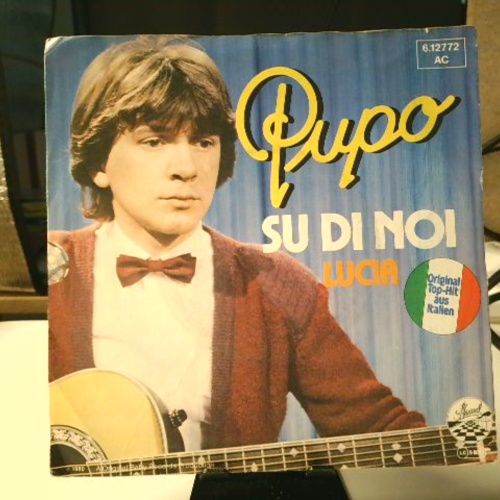 6.12772
AC
Pupo
SU DI NOI
LUCIA
Original
Top-Hit
aus
Italien